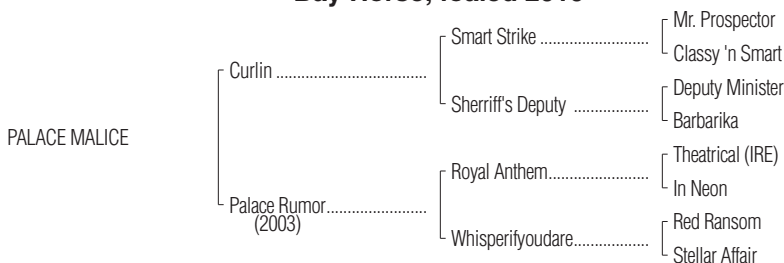 Mr. Prospector
Smart Strike ........................
Classy 'n Smart
Curlin .................................
Deputy Minister
Sherriff's Deputy .................
Barbarika
PALACE MALICE
Theatrical (IRE)
Royal Anthem......................
In Neon
Palace Rumor......................
(2003)
Red Ransom
Whisperifyoudare.................
Stellar Affair